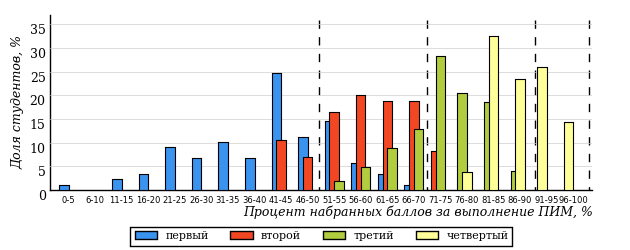 Доля студентов, %
35
30
25
20
15
10
5
0
0-5 6-10 11-15 16-20 21-25 26-30 31-35 36-40 41-45 46-50 51-55 56-60 61-65 66-70 71-75 76-80 81-85 86-90 91-95 96-100
Процент набранных баллов за выполнение ПИМ, %
первый второй третий четвертый